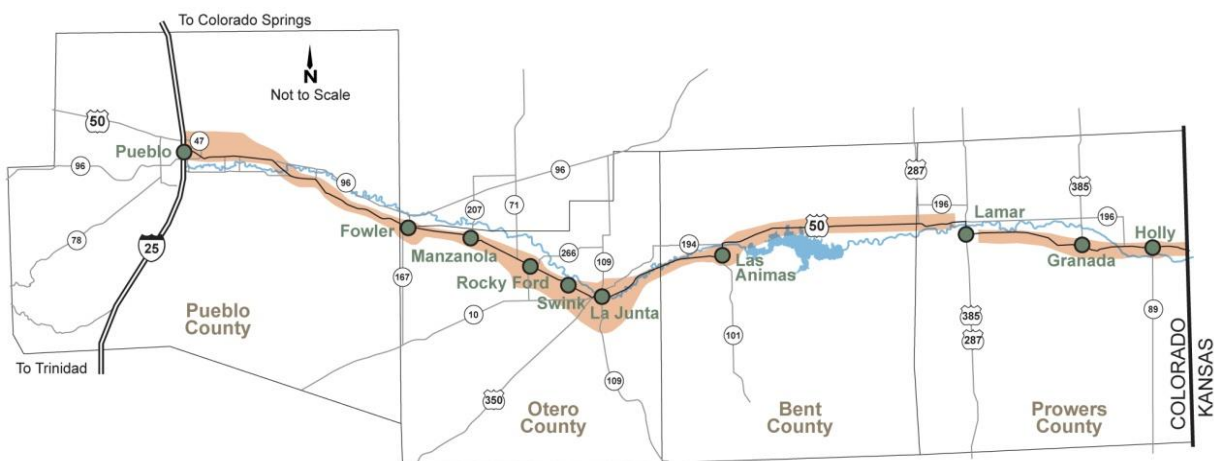 To Colorado Springs
N
Not to Scale
50
47
Pueblo
96
96
78
25
To Trinidad
Pueblo
County
Fowler
167
Manzanola
207
71
96
Rocky Ford
266
109
Swink
La Junta
194
10
350
109
Otero
County
Las
Animas
101
50
Bent
County
287
196
Lamar
385
196
Holly
Granada
385
287
89
Prowers
County
COLORADO
KANSAS